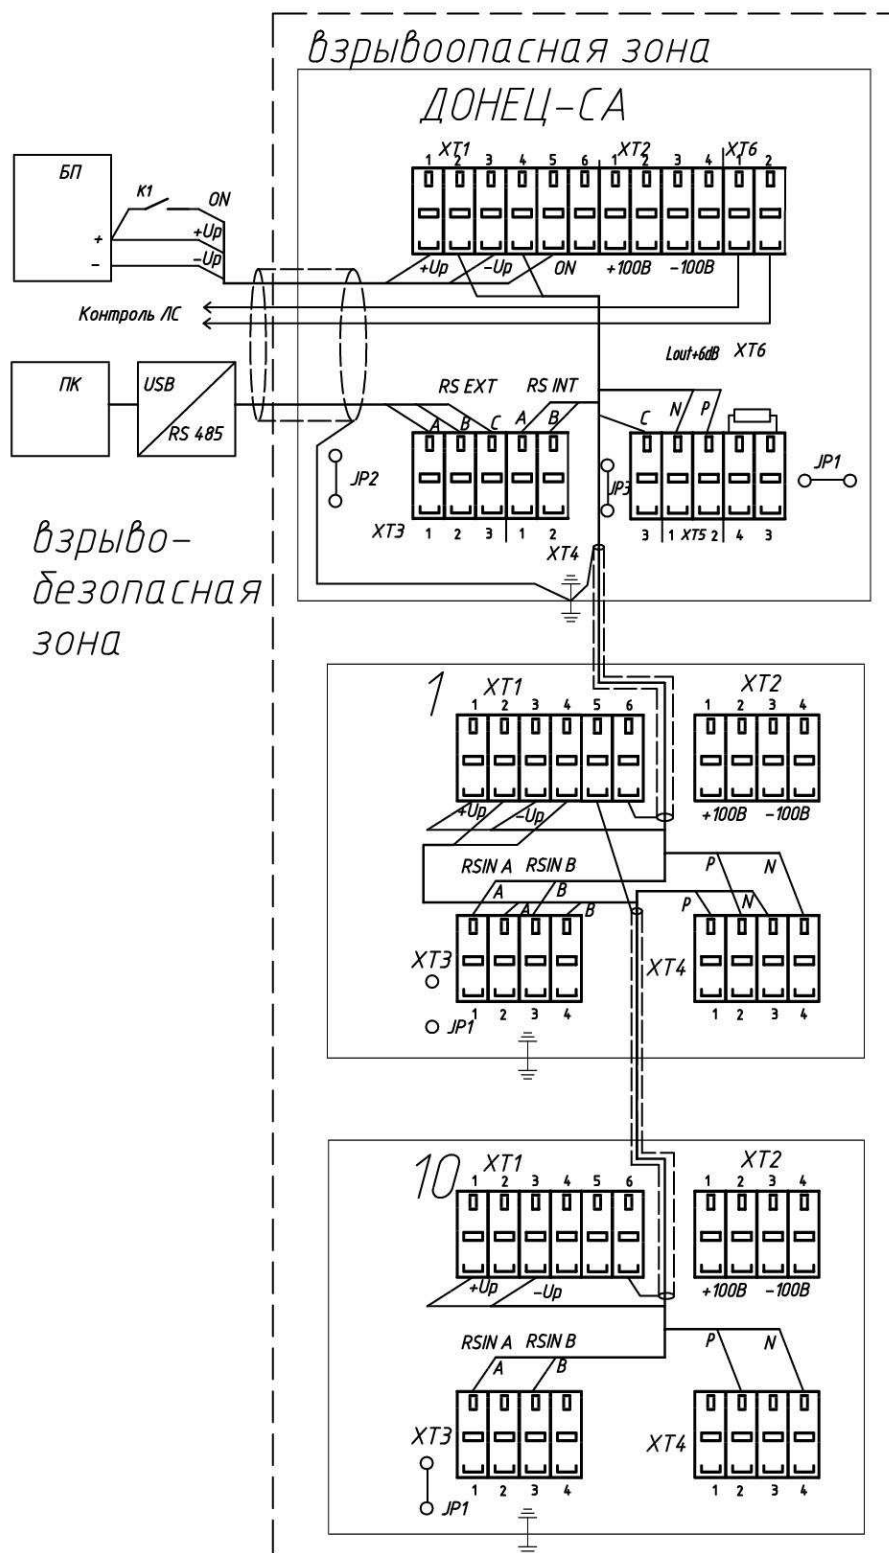 взрывоопасная зона
ДОНЕЦ-СА
XT1 XT2 XT6
1 2 3 4 5 6 1 2 3 4 1 2
БП
K1 ON
+ +Up
- -Up
+Up -Up ON +100В -100В
Контроль ЛС
Lout+6dB XT6
ПК
USB
RS 485
RS EXT RS INT
A B C A B
C N P
JP2
JP3
JP1
XT3 1 2 3 1 2
XT4
3 1 XT5 2 4 3
взрыво-
безопасная
зона
1
XT1 XT2
1 2 3 4 5 6 1 2 3 4
+Up -Up +100В -100В
RSIN A RSIN B
P N
A B
A B P N
XT3 XT4
1 2 3 4 1 2 3 4
JP1
10
XT1 XT2
1 2 3 4 5 6 1 2 3 4
+Up -Up +100В -100В
RSIN A RSIN B
P N
A B
XT3 XT4
1 2 3 4 1 2 3 4
JP1